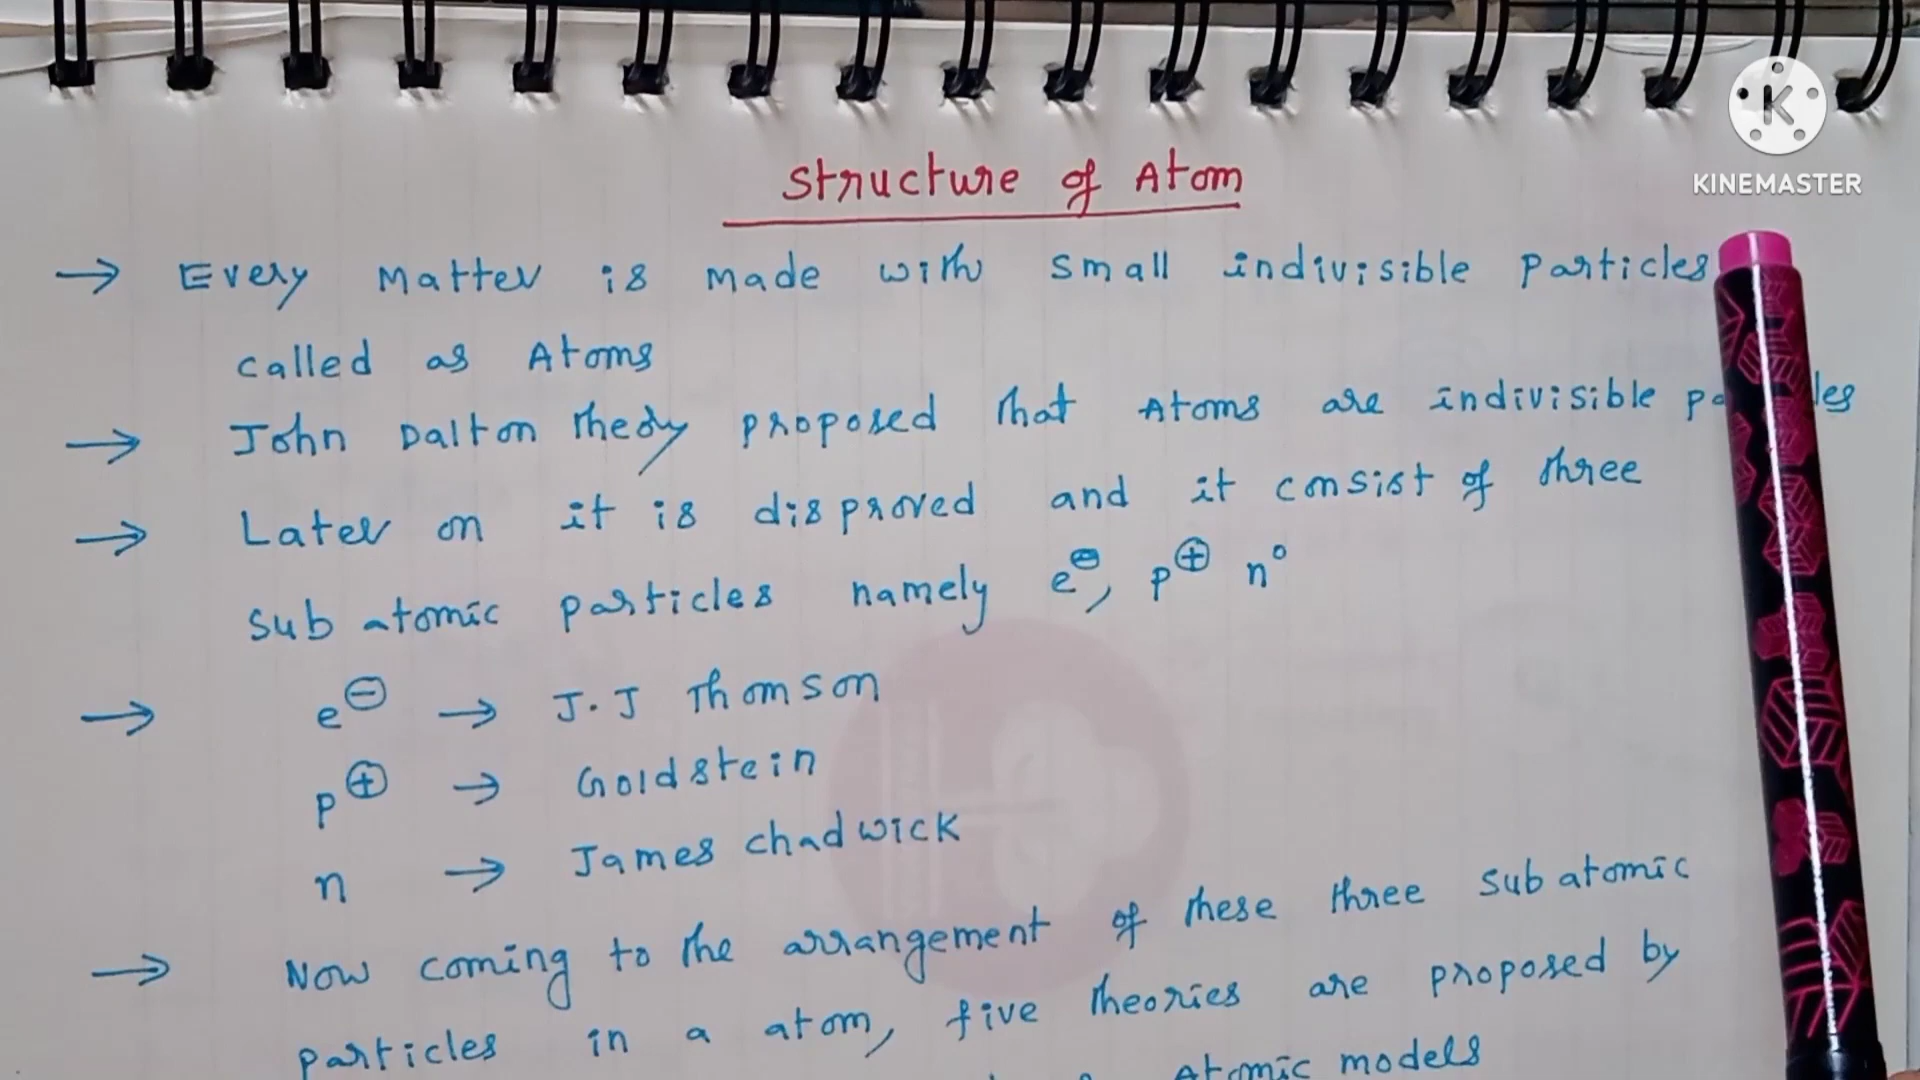 K
KINEMASTER
Structure of Atom
→ Every Matter is made with small indivisible particles
called as Atoms
→ John Dalton theory proposed that Atoms are indivisible
→ Later on it is disproved and it consist of three
sub atomic particles namely e⊖, p⊕ n°
→ e⊖ → J.J Thomson
p⊕ → Goldstein
n → James chadwick
→ Now coming to the arrangement of these three sub atomic
particles in a atom, five theories are proposed by
Atomic models